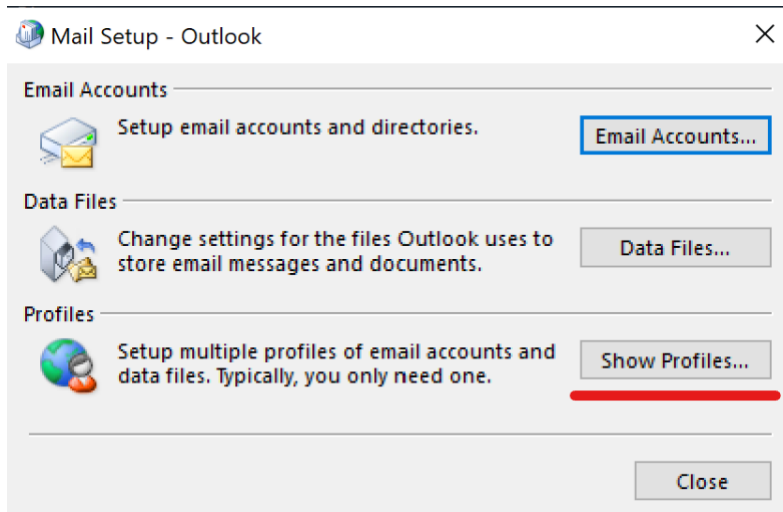 Mail Setup - Outlook
Email Accounts
Setup email accounts and directories.
Email Accounts...
Data Files
Change settings for the files Outlook uses to
store email messages and documents.
Data Files...
Profiles
Setup multiple profiles of email accounts and
data files. Typically, you only need one.
Show Profiles...
Close